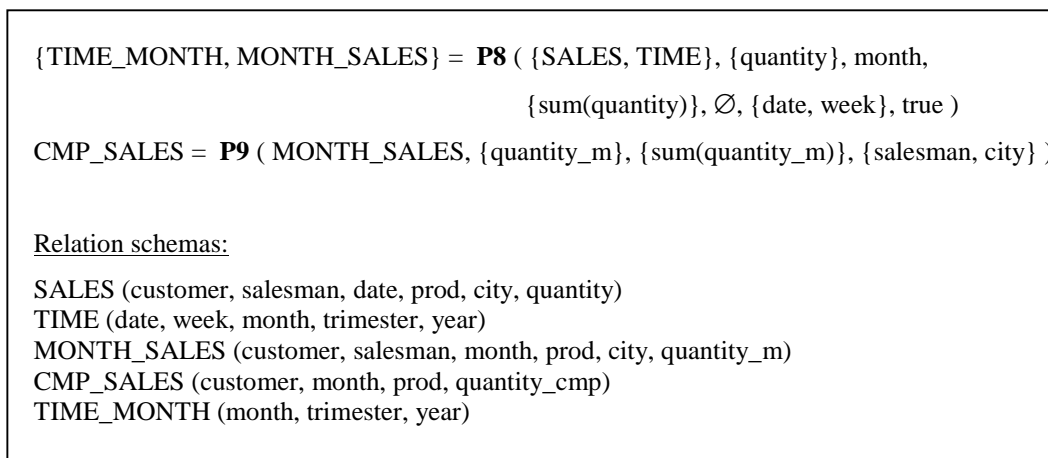 {TIME_MONTH, MONTH_SALES} = P8 ( {SALES, TIME}, {quantity}, month,
{sum(quantity)}, ∅, {date, week}, true )
CMP_SALES = P9 ( MONTH_SALES, {quantity_m}, {sum(quantity_m)}, {salesman, city} )
Relation schemas:
SALES (customer, salesman, date, prod, city, quantity)
TIME (date, week, month, trimester, year)
MONTH_SALES (customer, salesman, month, prod, city, quantity_m)
CMP_SALES (customer, month, prod, quantity_cmp)
TIME_MONTH (month, trimester, year)